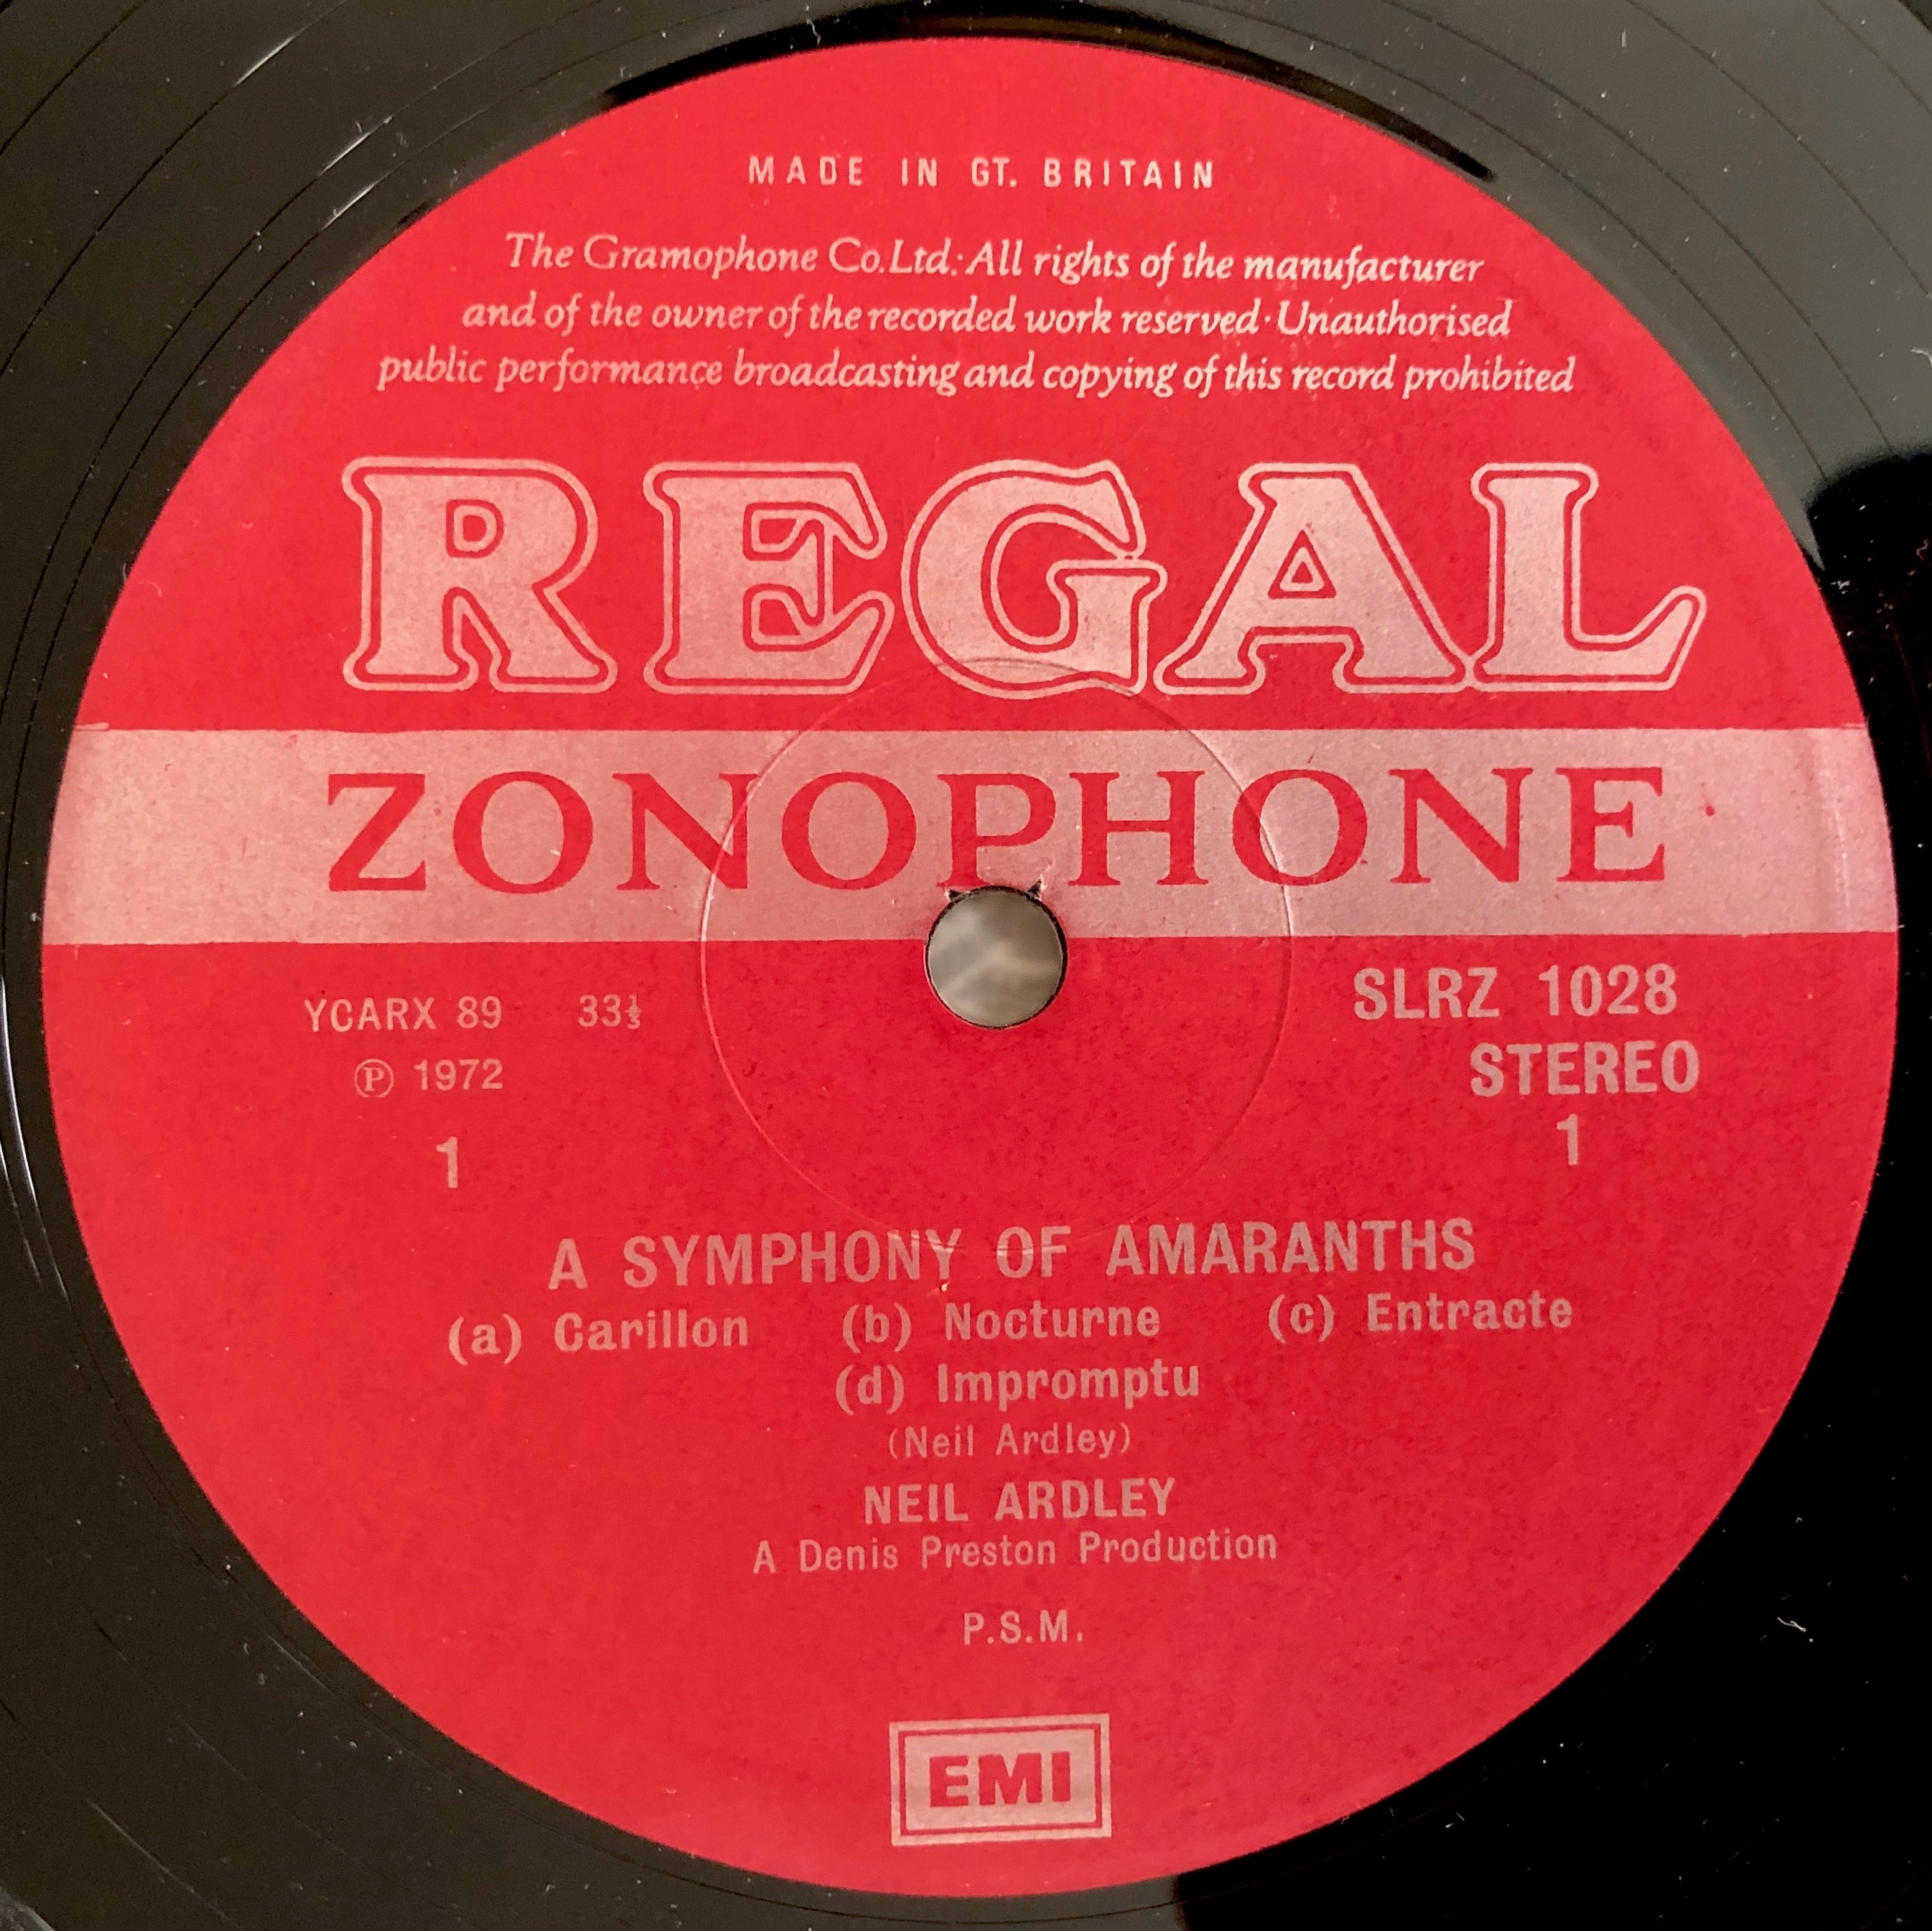 MADE IN GT. BRITAIN
The Gramophone Co.Ltd.·All rights of the manufacturer
and of the owner of the recorded work reserved·Unauthorised
public performance broadcasting and copying of this record prohibited
REGAL
ZONOPHONE
YCARX 89 33⅓ SLRZ 1028
℗ 1972 STEREO
1 1
A SYMPHONY OF AMARANTHS
(a) Carillon (b) Nocturne (c) Entracte
(d) Impromptu
(Neil Ardley)
NEIL ARDLEY
A Denis Preston Production
P.S.M.
EMI